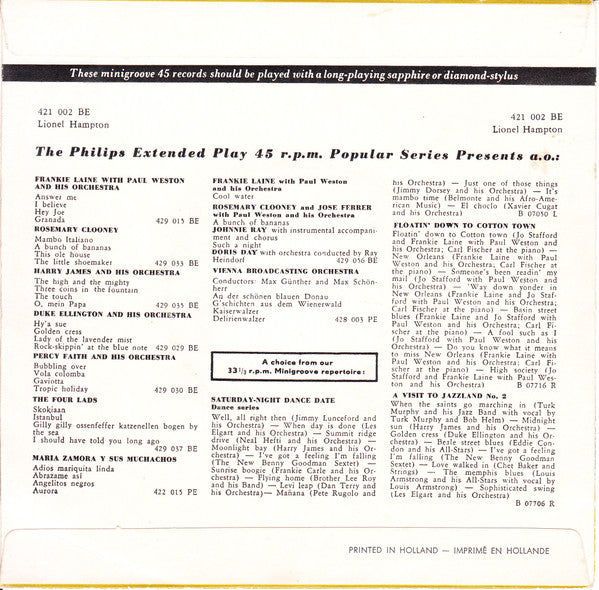 These minigroove 45 records should be played with a long-playing sapphire or diamond-stylus
421 002 BE
Lionel Hampton
421 002 BE
Lionel Hampton
The Philips Extended Play 45 r.p.m. Popular Series Presents a.o.:
FRANKIE LAINE WITH PAUL WESTON
AND HIS ORCHESTRA
Answer me
I believe
Hey Joe
Granada 429 015 BE
ROSEMARY CLOONEY
Mambo Italiano
A bunch of bananas
This ole house
The little shoemaker 429 033 BE
HARRY JAMES AND HIS ORCHESTRA
The high and the mighty
Three coins in the fountain
The touch
O, mein Papa 429 035 BE
DUKE ELLINGTON AND HIS ORCHESTRA
Hy'a sue
Golden cress
Lady of the lavender mist
Rock-skippin' at the blue note 429 029 BE
PERCY FAITH AND HIS ORCHESTRA
Bubbling over
Vola colomba
Gaviotta
Tropic holiday 429 030 BE
THE FOUR LADS
Skokiaan
Istanbul
Gilly gilly ossenfeffer katzenellen bogen by
the sea
I should have told you long ago
429 037 BE
MARIA ZAMORA Y SUS MUCHACHOS
Adios mariquita linda
Abrazame asi
Angelitos negros
Aurora 422 015 PE
FRANKIE LAINE with Paul Weston
and his Orchestra
Cool water
ROSEMARY CLOONEY and JOSE FERRER
with Paul Weston and his Orchestra
A bunch of bananas
JOHNNIE RAY with instrumental accompani-
ment and chorus
Such a night
DORIS DAY with orchestra conducted by Ray
Heindorf 429 056 BE
VIENNA BROADCASTING ORCHESTRA
Conductors: Max Günther and Max Schön-
herr
An der schönen blauen Donau
G'schichten aus dem Wienerwald
Kaiserwalzer
Delirienwalzer 428 003 PE
A choice from our
33 1/3 r.p.m. Minigroove repertoire:
SATURDAY-NIGHT DANCE DATE
Dance series
Well, all right then (Jimmy Lunceford and
his Orchestra) — When day is done (Les
Elgart and his Orchestra) — Summit ridge
drive (Neal Hefti and his Orchestra) —
Moonlight bay (Harry James and his Or-
chestra) — I've got a feeling I'm falling
(The New Benny Goodman Sextet) —
Sunrise boogie (Frankie Carle and his Or-
chestra) — Flying home (Brother Lee Roy
and his Band) — Levi leap (Dan Terry and
his Orchestra) — Mañana (Pete Rugolo and
his Orchestra) — Just one of those things
(Jimmy Dorsey and his Orchestra) — It's
mambo time (Belmonte and his Afro-Ame-
rican Music) — El choclo (Xavier Cugat
and his Orchestra) B 07050 L
FLOATIN' DOWN TO COTTON TOWN
Floatin' down to Cotton town (Jo Stafford
and Frankie Laine with Paul Weston and his
Orchestra; Carl Fischer at the piano) —
New Orleans (Frankie Laine with Paul
Weston and his Orchestra; Carl Fischer at
the piano) — Someone's been readin' my
mail (Jo Stafford with Paul Weston and
his Orchestra) — 'Way down yonder in
New Orleans (Frankie Laine and Jo Staf-
ford with Paul Weston and his Orchestra;
Carl Fischer at the piano) — Basin street
blues (Frankie Laine and Jo Stafford with
Paul Weston and his Orchestra; Carl Fi-
scher at the piano) — A fool such as I
(Jo Stafford with Paul Weston and his
Orchestra) — Do you know what it means
to miss New Orleans (Frankie Laine with
Paul Weston and his Orchestra; Carl Fi-
scher at the piano) — High society (Jo
Stafford and Frankie Laine with Paul Wes-
ton and his Orchestra) B 07716 R
A VISIT TO JAZZLAND No. 2
When the saints go marching in (Turk
Murphy and his Jazz Band with vocal by
Turk Murphy and Bob Helm) — Midnight
sun (Harry James and his Orchestra) —
Golden cress (Duke Ellington and his Or-
chestra) — Beale street blues (Eddie Con-
don and his All-Stars) — I've got a feeling
I'm falling (The New Benny Goodman
Sextet) — Love walked in (Chet Baker and
Strings) — The memphis blues (Louis
Armstrong and his All-Stars with vocal by
Louis Armstrong) — Sophisticated swing
(Les Elgart and his Orchestra)
B 07706 R
PRINTED IN HOLLAND — IMPRIMÉ EN HOLLANDE